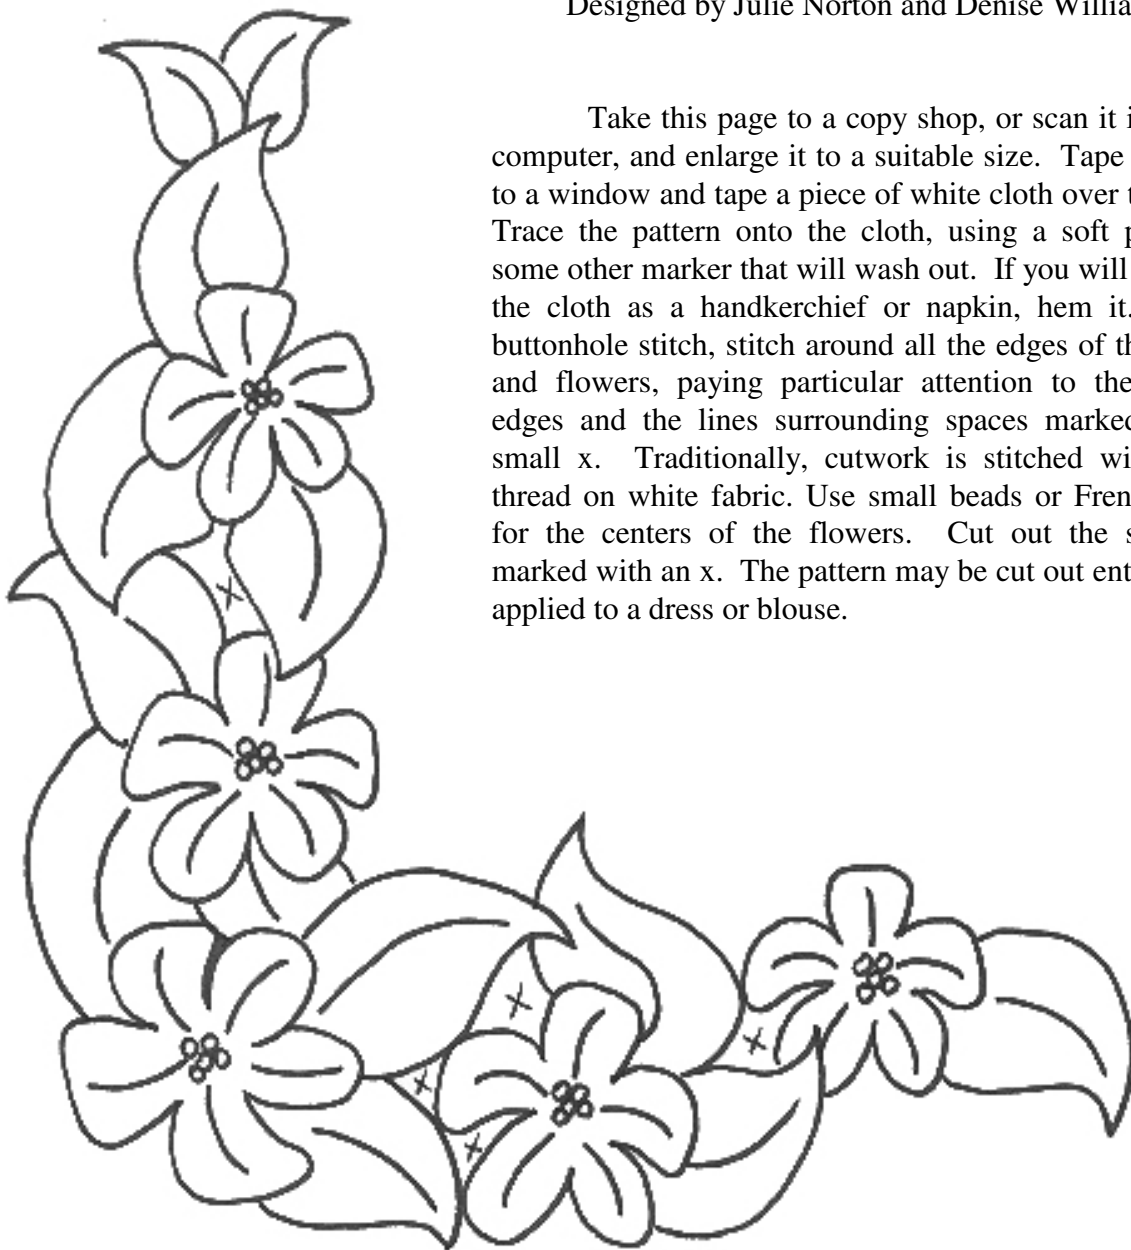 Designed by Julie Norton and Denise Willia
Take this page to a copy shop, or scan it i
computer, and enlarge it to a suitable size. Tape
to a window and tape a piece of white cloth over t
Trace the pattern onto the cloth, using a soft p
some other marker that will wash out. If you will
the cloth as a handkerchief or napkin, hem it.
buttonhole stitch, stitch around all the edges of th
and flowers, paying particular attention to the
edges and the lines surrounding spaces marked
small x. Traditionally, cutwork is stitched wi
thread on white fabric. Use small beads or Fren
for the centers of the flowers. Cut out the s
marked with an x. The pattern may be cut out ent
applied to a dress or blouse.
x
x
x
x
x